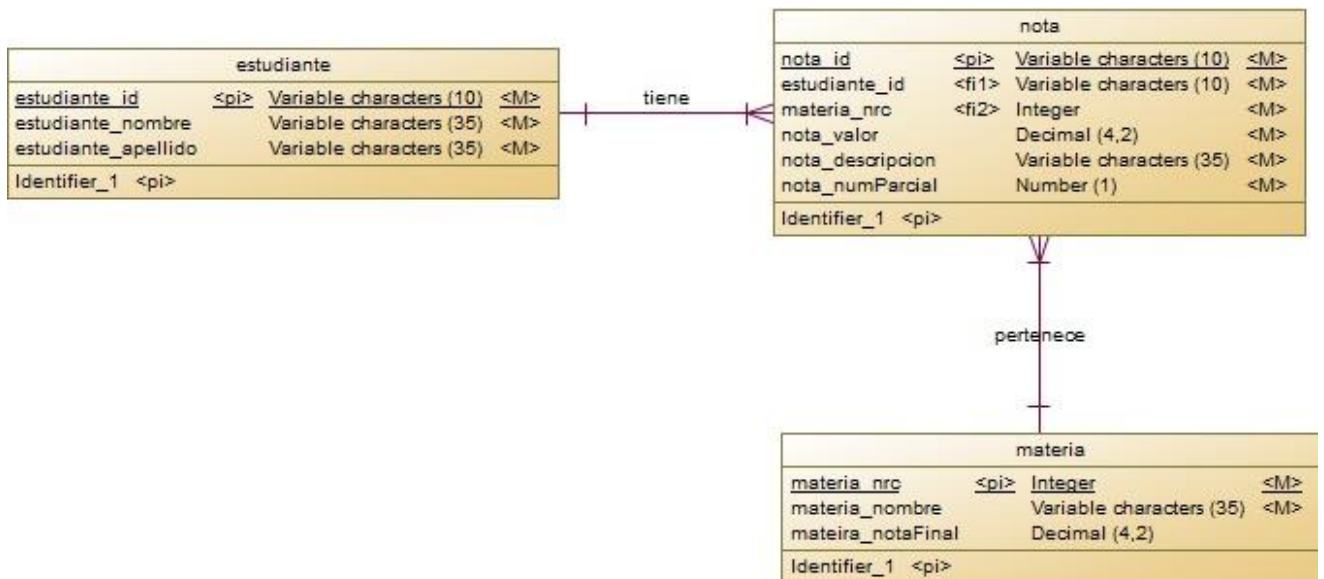 estudiante
estudiante_id <pi> Variable characters (10) <M>
estudiante_nombre Variable characters (35) <M>
estudiante_apellido Variable characters (35) <M>
Identifier_1 <pi>
tiene
nota
nota_id <pi> Variable characters (10) <M>
estudiante_id <fi1> Variable characters (10) <M>
materia_nrc <fi2> Integer <M>
nota_valor Decimal (4,2) <M>
nota_descripcion Variable characters (35) <M>
nota_numParcial Number (1) <M>
Identifier_1 <pi>
pertenece
materia
materia_nrc <pi> Integer <M>
materia_nombre Variable characters (35) <M>
mateira_notaFinal Decimal (4,2)
Identifier_1 <pi>